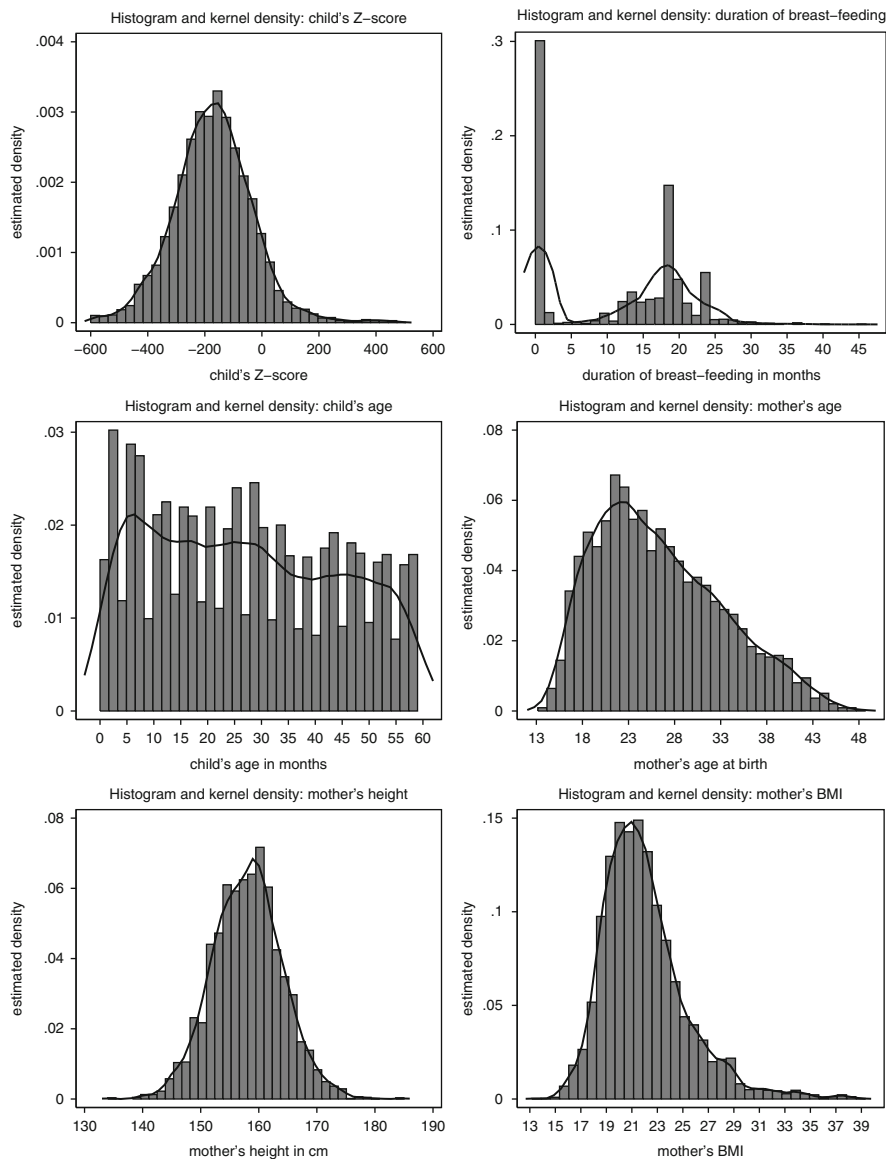 Histogram and kernel density: child's Z−score
.004
.003
.002
.001
0
estimated density
−600 −400 −200 0 200 400 600
child's Z−score
Histogram and kernel density: duration of breast−feeding
.3
.2
.1
0
estimated density
0 5 10 15 20 25 30 35 40 45
duration of breast−feeding in months
Histogram and kernel density: child's age
.03
.02
.01
0
estimated density
0 5 10 15 20 25 30 35 40 45 50 55 60
child's age in months
Histogram and kernel density: mother's age
.08
.06
.04
.02
0
estimated density
13 18 23 28 33 38 43 48
mother's age at birth
Histogram and kernel density: mother's height
.08
.06
.04
.02
0
estimated density
130 140 150 160 170 180 190
mother's height in cm
Histogram and kernel density: mother's BMI
.15
.1
.05
0
estimated density
13 15 17 19 21 23 25 27 29 31 33 35 37 39
mother's BMI